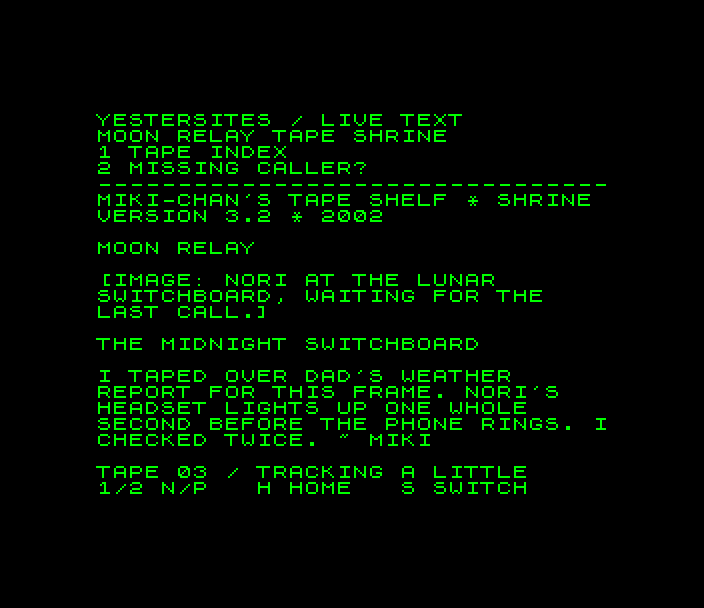 YESTERSITES / LIVE TEXT
MOON RELAY TAPE SHRINE
1 TAPE INDEX
2 MISSING CALLER?
--------------------------------
MIKI-CHAN'S TAPE SHELF * SHRINE
VERSION 3.2 * 2002
MOON RELAY
[IMAGE: NORI AT THE LUNAR
SWITCHBOARD, WAITING FOR THE
LAST CALL.]
THE MIDNIGHT SWITCHBOARD
I TAPED OVER DAD'S WEATHER
REPORT FOR THIS FRAME. NORI'S
HEADSET LIGHTS UP ONE WHOLE
SECOND BEFORE THE PHONE RINGS. I
CHECKED TWICE. ~ MIKI
TAPE 03 / TRACKING A LITTLE
1/2 N/P   H HOME   S SWITCH